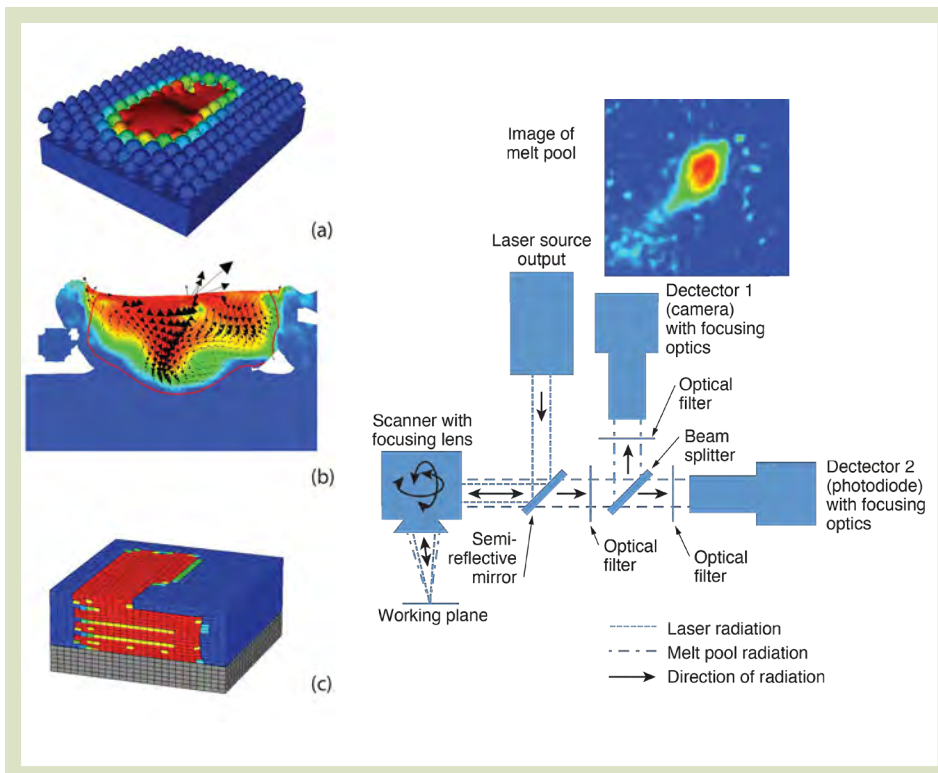 (a)
(b)
(c)
Image of
melt pool
Laser source
output
Dectector 1
(camera)
with focusing
optics
Optical
filter
Beam
splitter
Scanner with
focusing lens
Dectector 2
(photodiode)
with focusing
optics
Semi-
reflective
mirror
Optical
filter
Optical
filter
Working plane
Laser radiation
Melt pool radiation
Direction of radiation